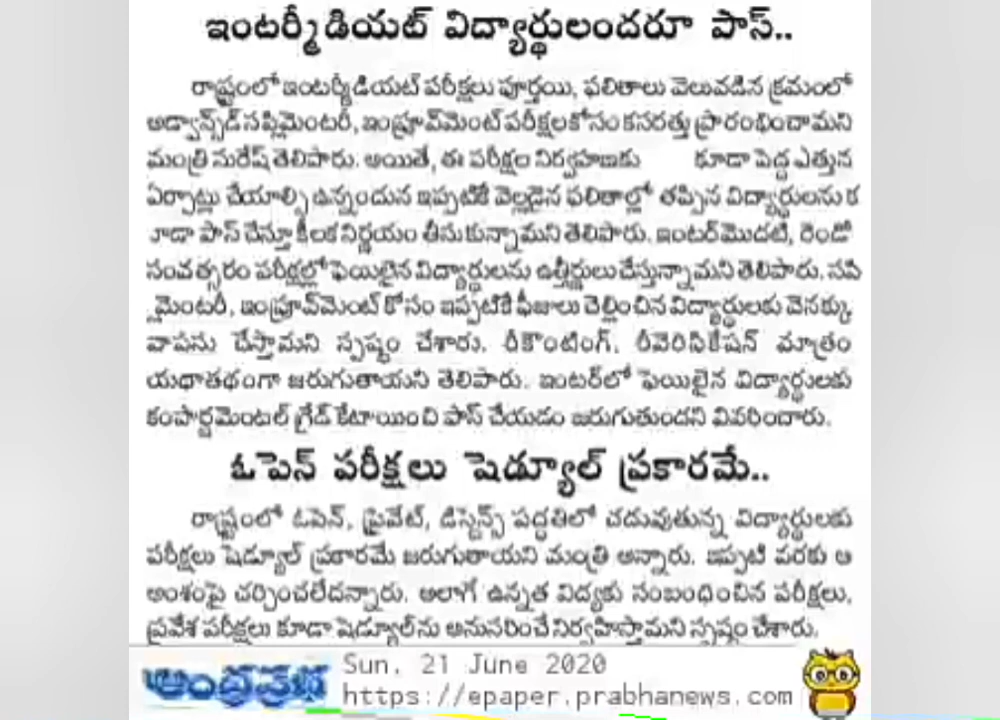 ఇంటర్మీడియట్ విద్యార్థులందరూ పాస్..
రాష్ట్రంలో ఇంటర్మీడియట్ పరీక్షలు పూర్తయి, ఫలితాలు వెలువడిన క్రమంలో
అడ్వాన్స్‌డ్ సప్లిమెంటరీ, ఇంప్రూవ్‌మెంట్ పరీక్షల కోసం కసరత్తు ప్రారంభించామని
మంత్రి సురేష్ తెలిపారు. అయితే, ఈ పరీక్షల నిర్వహణకు కూడా పెద్ద ఎత్తున
ఏర్పాట్లు చేయాల్సి ఉన్నందున ఇప్పటికే వెల్లడైన ఫలితాల్లో తప్పిన విద్యార్థులను క
ూడా పాస్ చేస్తూ కీలక నిర్ణయం తీసుకున్నామని తెలిపారు. ఇంటర్ మొదటి, రెండో
సంవత్సరం పరీక్షల్లో ఫెయిలైన విద్యార్థులను ఉత్తీర్ణులు చేస్తున్నామని తెలిపారు. సప
్లిమెంటరీ, ఇంప్రూవ్‌మెంట్ కోసం ఇప్పటికే ఫీజులు చెల్లించిన విద్యార్థులకు వెనక్కు
వాపసు చేస్తామని స్పష్టం చేశారు. రీకౌంటింగ్, రీవెరిఫికేషన్ మాత్రం
యథాతథంగా జరుగుతాయని తెలిపారు. ఇంటర్‌లో ఫెయిలైన విద్యార్థులకు
కంపార్ట్‌మెంటల్ గ్రేడ్ కేటాయించి పాస్ చేయడం జరుగుతుందని వివరించారు.
ఓపెన్ పరీక్షలు షెడ్యూల్ ప్రకారమే..
రాష్ట్రంలో ఓపెన్, ప్రైవేట్, డిస్టెన్స్ పద్ధతిలో చదువుతున్న విద్యార్థులకు
పరీక్షలు షెడ్యూల్ ప్రకారమే జరుగుతాయని మంత్రి అన్నారు. ఇప్పటి వరకు ఆ
అంశంపై చర్చించలేదన్నారు. అలాగే ఉన్నత విద్యకు సంబంధించిన పరీక్షలు,
ప్రవేశ పరీక్షలు కూడా షెడ్యూల్‌ను అనుసరించే నిర్వహిస్తామని స్పష్టం చేశారు.
ఆంధ్రప్రభ Sun, 21 June 2020
https://epaper.prabhanews.com